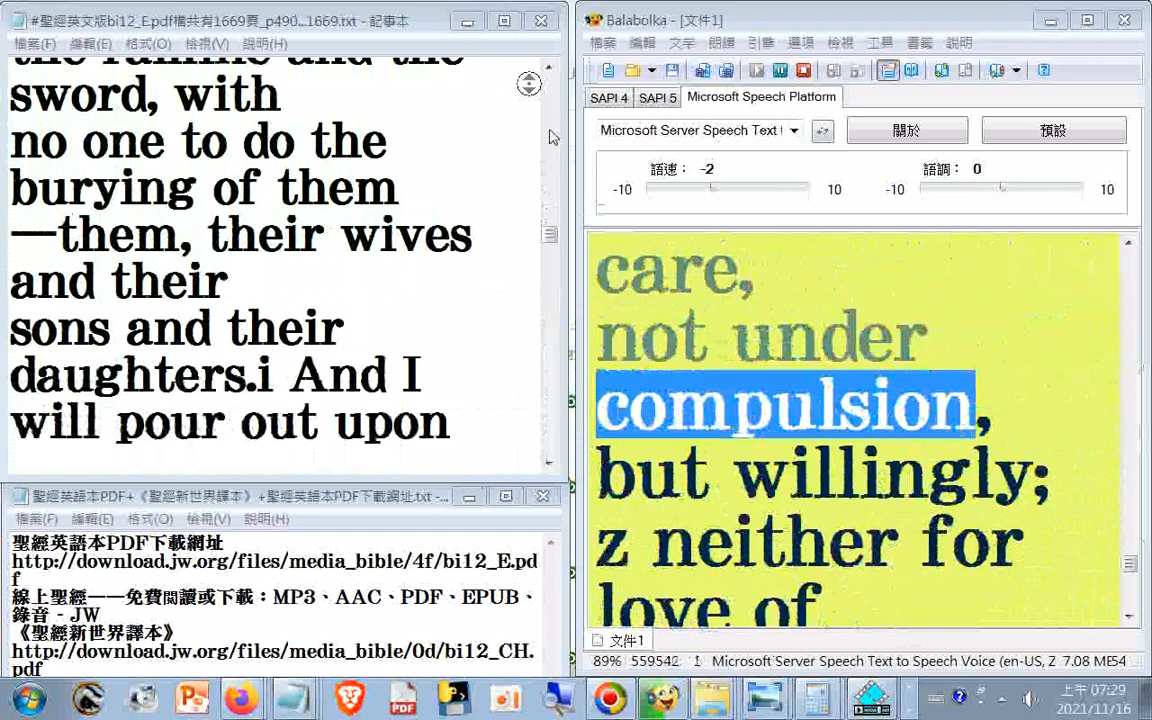 #聖經英文版bi12_E.pdf檔共有1669頁_p490...1669.txt - 記事本
檔案(F) 編輯(E) 格式(O) 檢視(V) 說明(H)
the famine and the
sword, with
no one to do the
burying of them
—them, their wives
and their
sons and their
daughters.i And I
will pour out upon
聖經英語本PDF+《聖經新世界譯本》+聖經英語本PDF下載網址.txt - ...
檔案(F) 編輯(E) 格式(O) 檢視(V) 說明(H)
聖經英語本PDF下載網址
http://download.jw.org/files/media_bible/4f/bi12_E.pd
f
線上聖經——免費閱讀或下載：MP3、AAC、PDF、EPUB、
錄音 - JW
《聖經新世界譯本》
http://download.jw.org/files/media_bible/0d/bi12_CH.
pdf
Balabolka - [文件1]
檔案 編輯 文字 朗讀 引擎 選項 檢視 工具 書籤 說明
SAPI 4 SAPI 5 Microsoft Speech Platform
Microsoft Server Speech Text 關於 預設
語速： -2 語調： 0
-10 10 -10 10
care,
not under
compulsion,
but willingly;
z neither for
love of
文件1
89% 559542 1 Microsoft Server Speech Text to Speech Voice (en-US, Z 7.08 ME54
上午 07:29
2021/11/16